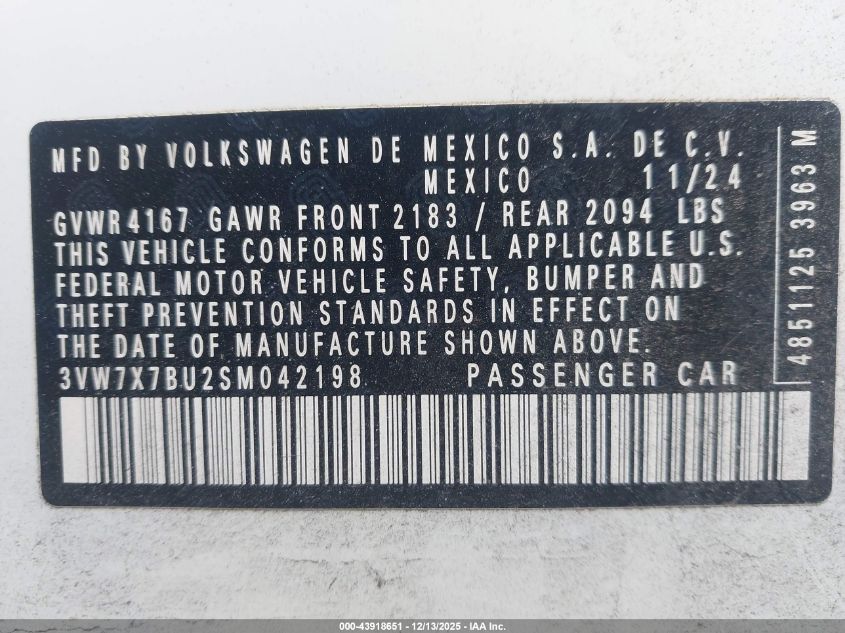 MFD BY VOLKSWAGEN DE MEXICO S.A. DE C.V.
MEXICO 11/24
GVWR4167 GAWR FRONT 2183 / REAR 2094 LBS
THIS VEHICLE CONFORMS TO ALL APPLICABLE U.S.
FEDERAL MOTOR VEHICLE SAFETY, BUMPER AND
THEFT PREVENTION STANDARDS IN EFFECT ON
THE DATE OF MANUFACTURE SHOWN ABOVE.
3VW7X7BU2SM042198 PASSENGER CAR
4851125 3963 M
000-43918651 - 12/13/2025 - IAA Inc.